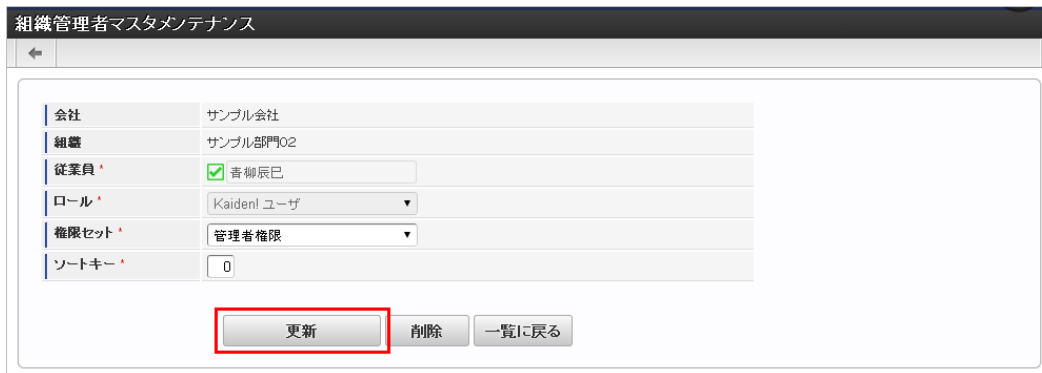 組織管理者マスタメンテナンス
会社 サンプル会社
組織 サンプル部門02
従業員 * 青柳辰巳
ロール * Kaiden! ユーザ
権限セット * 管理者権限
ソートキー * 0
更新 削除 一覧に戻る